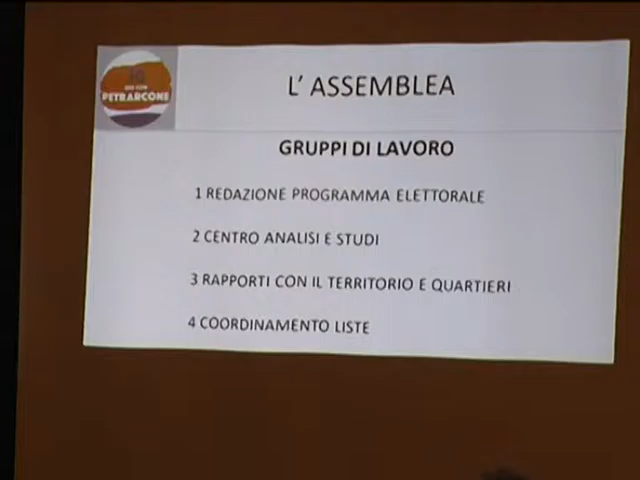 PETRARCONE
L' ASSEMBLEA
GRUPPI DI LAVORO
1 REDAZIONE PROGRAMMA ELETTORALE
2 CENTRO ANALISI E STUDI
3 RAPPORTI CON IL TERRITORIO E QUARTIERI
4 COORDINAMENTO LISTE